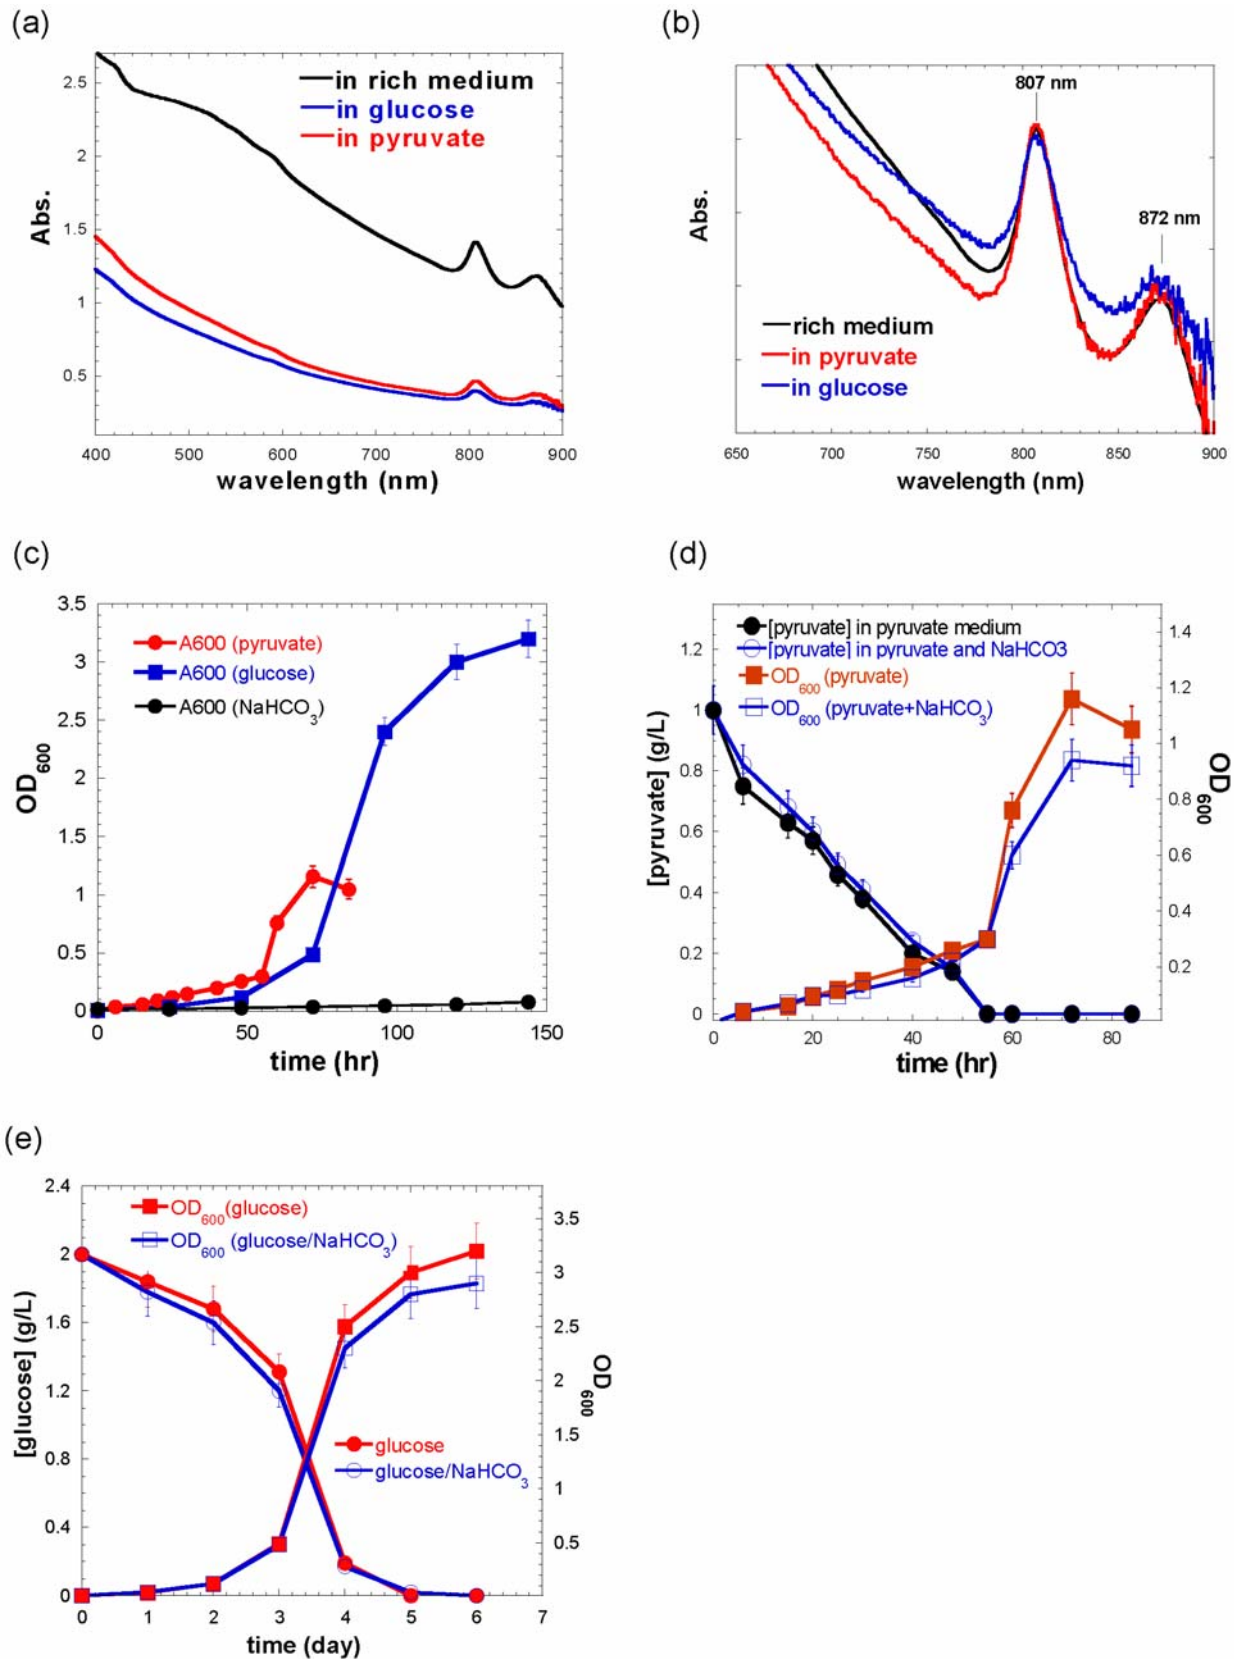 (a)
in rich medium
in glucose
in pyruvate
2.5
2
1.5
1
0.5
Abs.
400 500 600 700 800 900
wavelength (nm)
(b)
807 nm
872 nm
Abs.
rich medium
in pyruvate
in glucose
650 700 750 800 850 900
wavelength (nm)
(c)
3.5
3
2.5
2
1.5
1
0.5
0
OD600
A600 (pyruvate)
A600 (glucose)
A600 (NaHCO3)
0 50 100 150
time (hr)
(d)
[pyruvate] in pyruvate medium
[pyruvate] in pyruvate and NaHCO3
OD600 (pyruvate)
OD600 (pyruvate+NaHCO3)
1.2
1
0.8
0.6
0.4
0.2
0
[pyruvate] (g/L)
1.4
1.2
1
0.8
0.6
0.4
0.2
OD600
0 20 40 60 80
time (hr)
(e)
2.4
2
1.6
1.2
0.8
0.4
0
[glucose] (g/L)
OD600(glucose)
OD600 (glucose/NaHCO3)
glucose
glucose/NaHCO3
3.5
3
2.5
2
1.5
1
0.5
0
OD600
0 1 2 3 4 5 6 7
time (day)